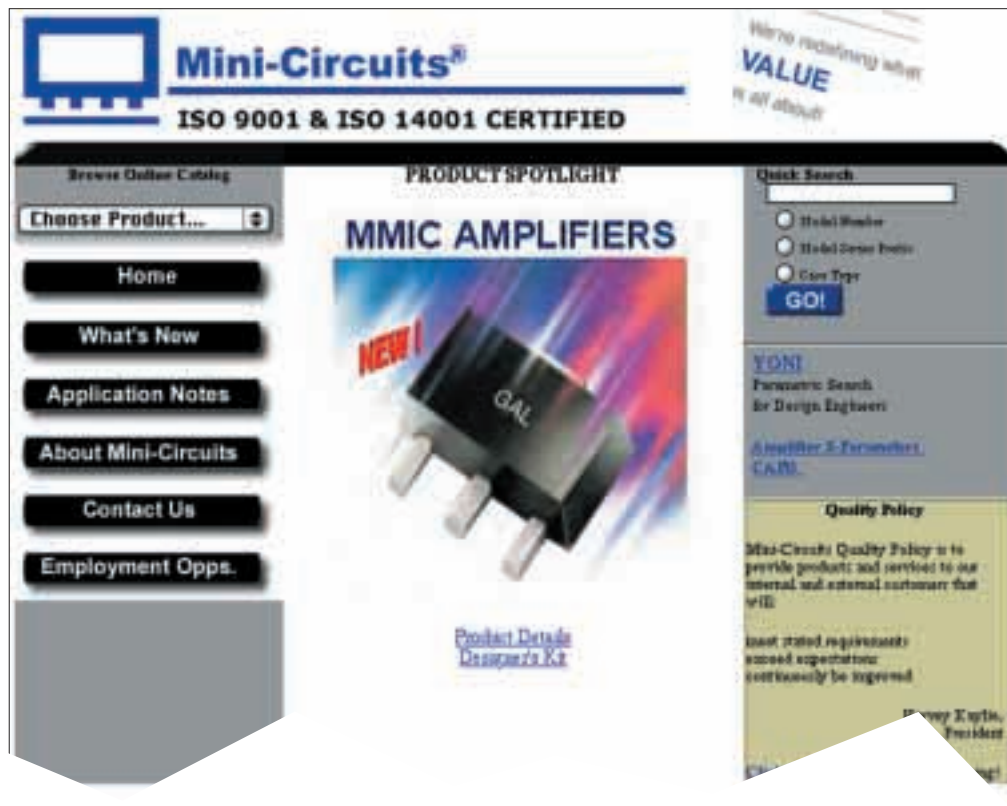 Mini-Circuits®
ISO 9001 & ISO 14001 CERTIFIED
We're redefining what
VALUE
is all about!
Browse Online Catalog
Choose Product...
Home
What's New
Application Notes
About Mini-Circuits
Contact Us
Employment Opps.
PRODUCT SPOTLIGHT
MMIC AMPLIFIERS
NEW!
GAL
Product Details
Designer's Kit
Quick Search
Model Number
Model Series Prefix
Case Type
GO!
YONI
Parametric Search
for Design Engineers
Amplifier S-Parameters
Quality Policy
Mini-Circuits Quality Policy is to
provide products and services to our
internal and external customers that
will:
meet stated requirements
exceed expectations
continuously be improved
Kaylie,
President